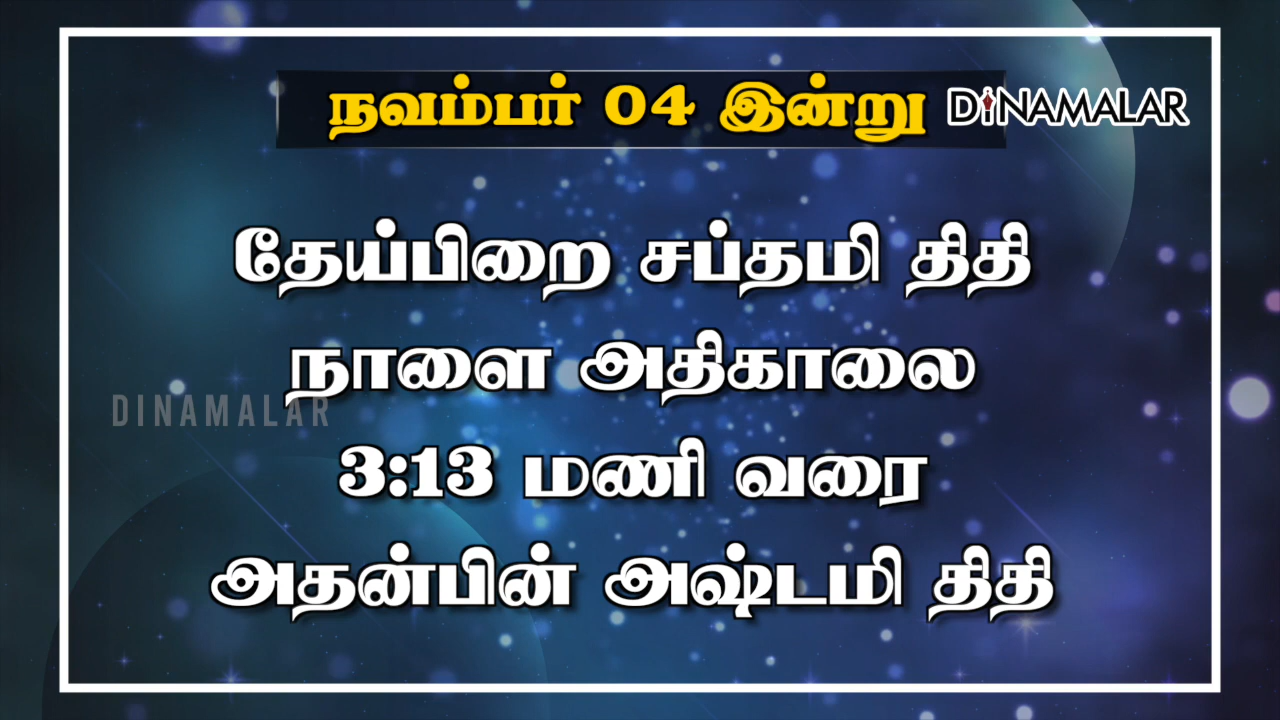 நவம்பர் 04 இன்று
DINAMALAR
தேய்பிறை சப்தமி திதி
நாளை அதிகாலை
DINAMALAR
3:13 மணி வரை
அதன்பின் அஷ்டமி திதி